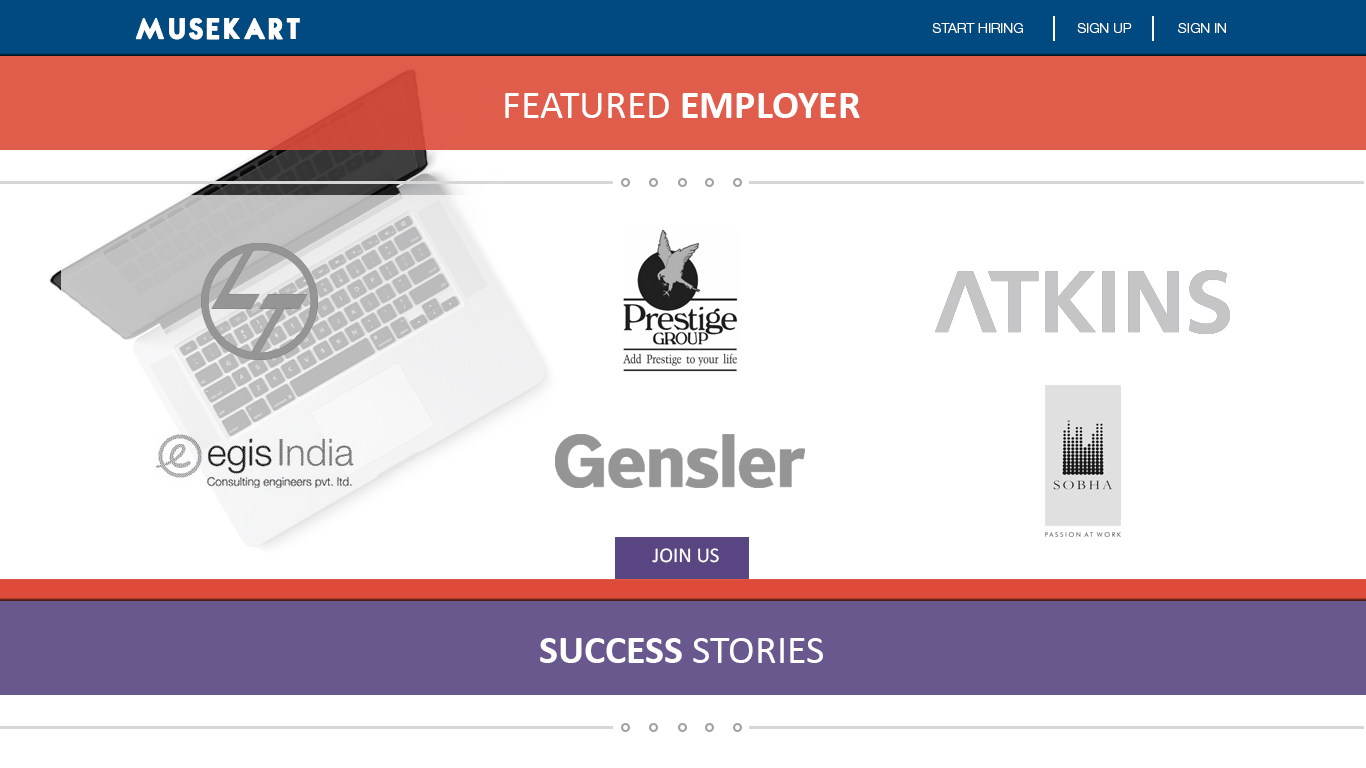 MUSEKART
START HIRING
SIGN UP
SIGN IN
FEATURED EMPLOYER
Prestige
GROUP
Add Prestige to your life
ATKINS
egis India
Consulting engineers pvt. ltd.
Gensler
SOBHA
PASSION AT WORK
JOIN US
SUCCESS STORIES